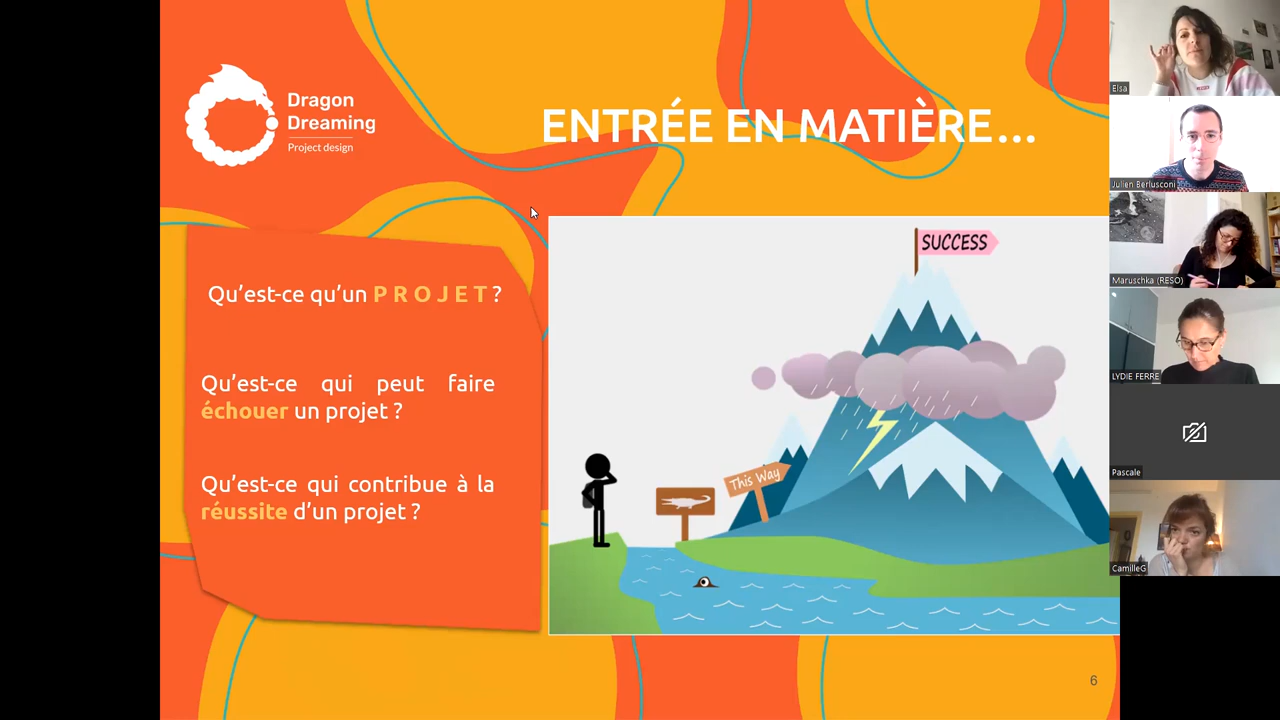 Dragon
Dreaming
Project design
ENTRÉE EN MATIÈRE...
Qu'est-ce qu'un P R O J E T ?
Qu'est-ce qui peut faire
échouer un projet ?
Qu'est-ce qui contribue à la
réussite d'un projet ?
SUCCESS
This Way
6
Elsa
Julien Berlusconi
Maruschka (RESO)
LYDIE FERRE
Pascale
CamilleG